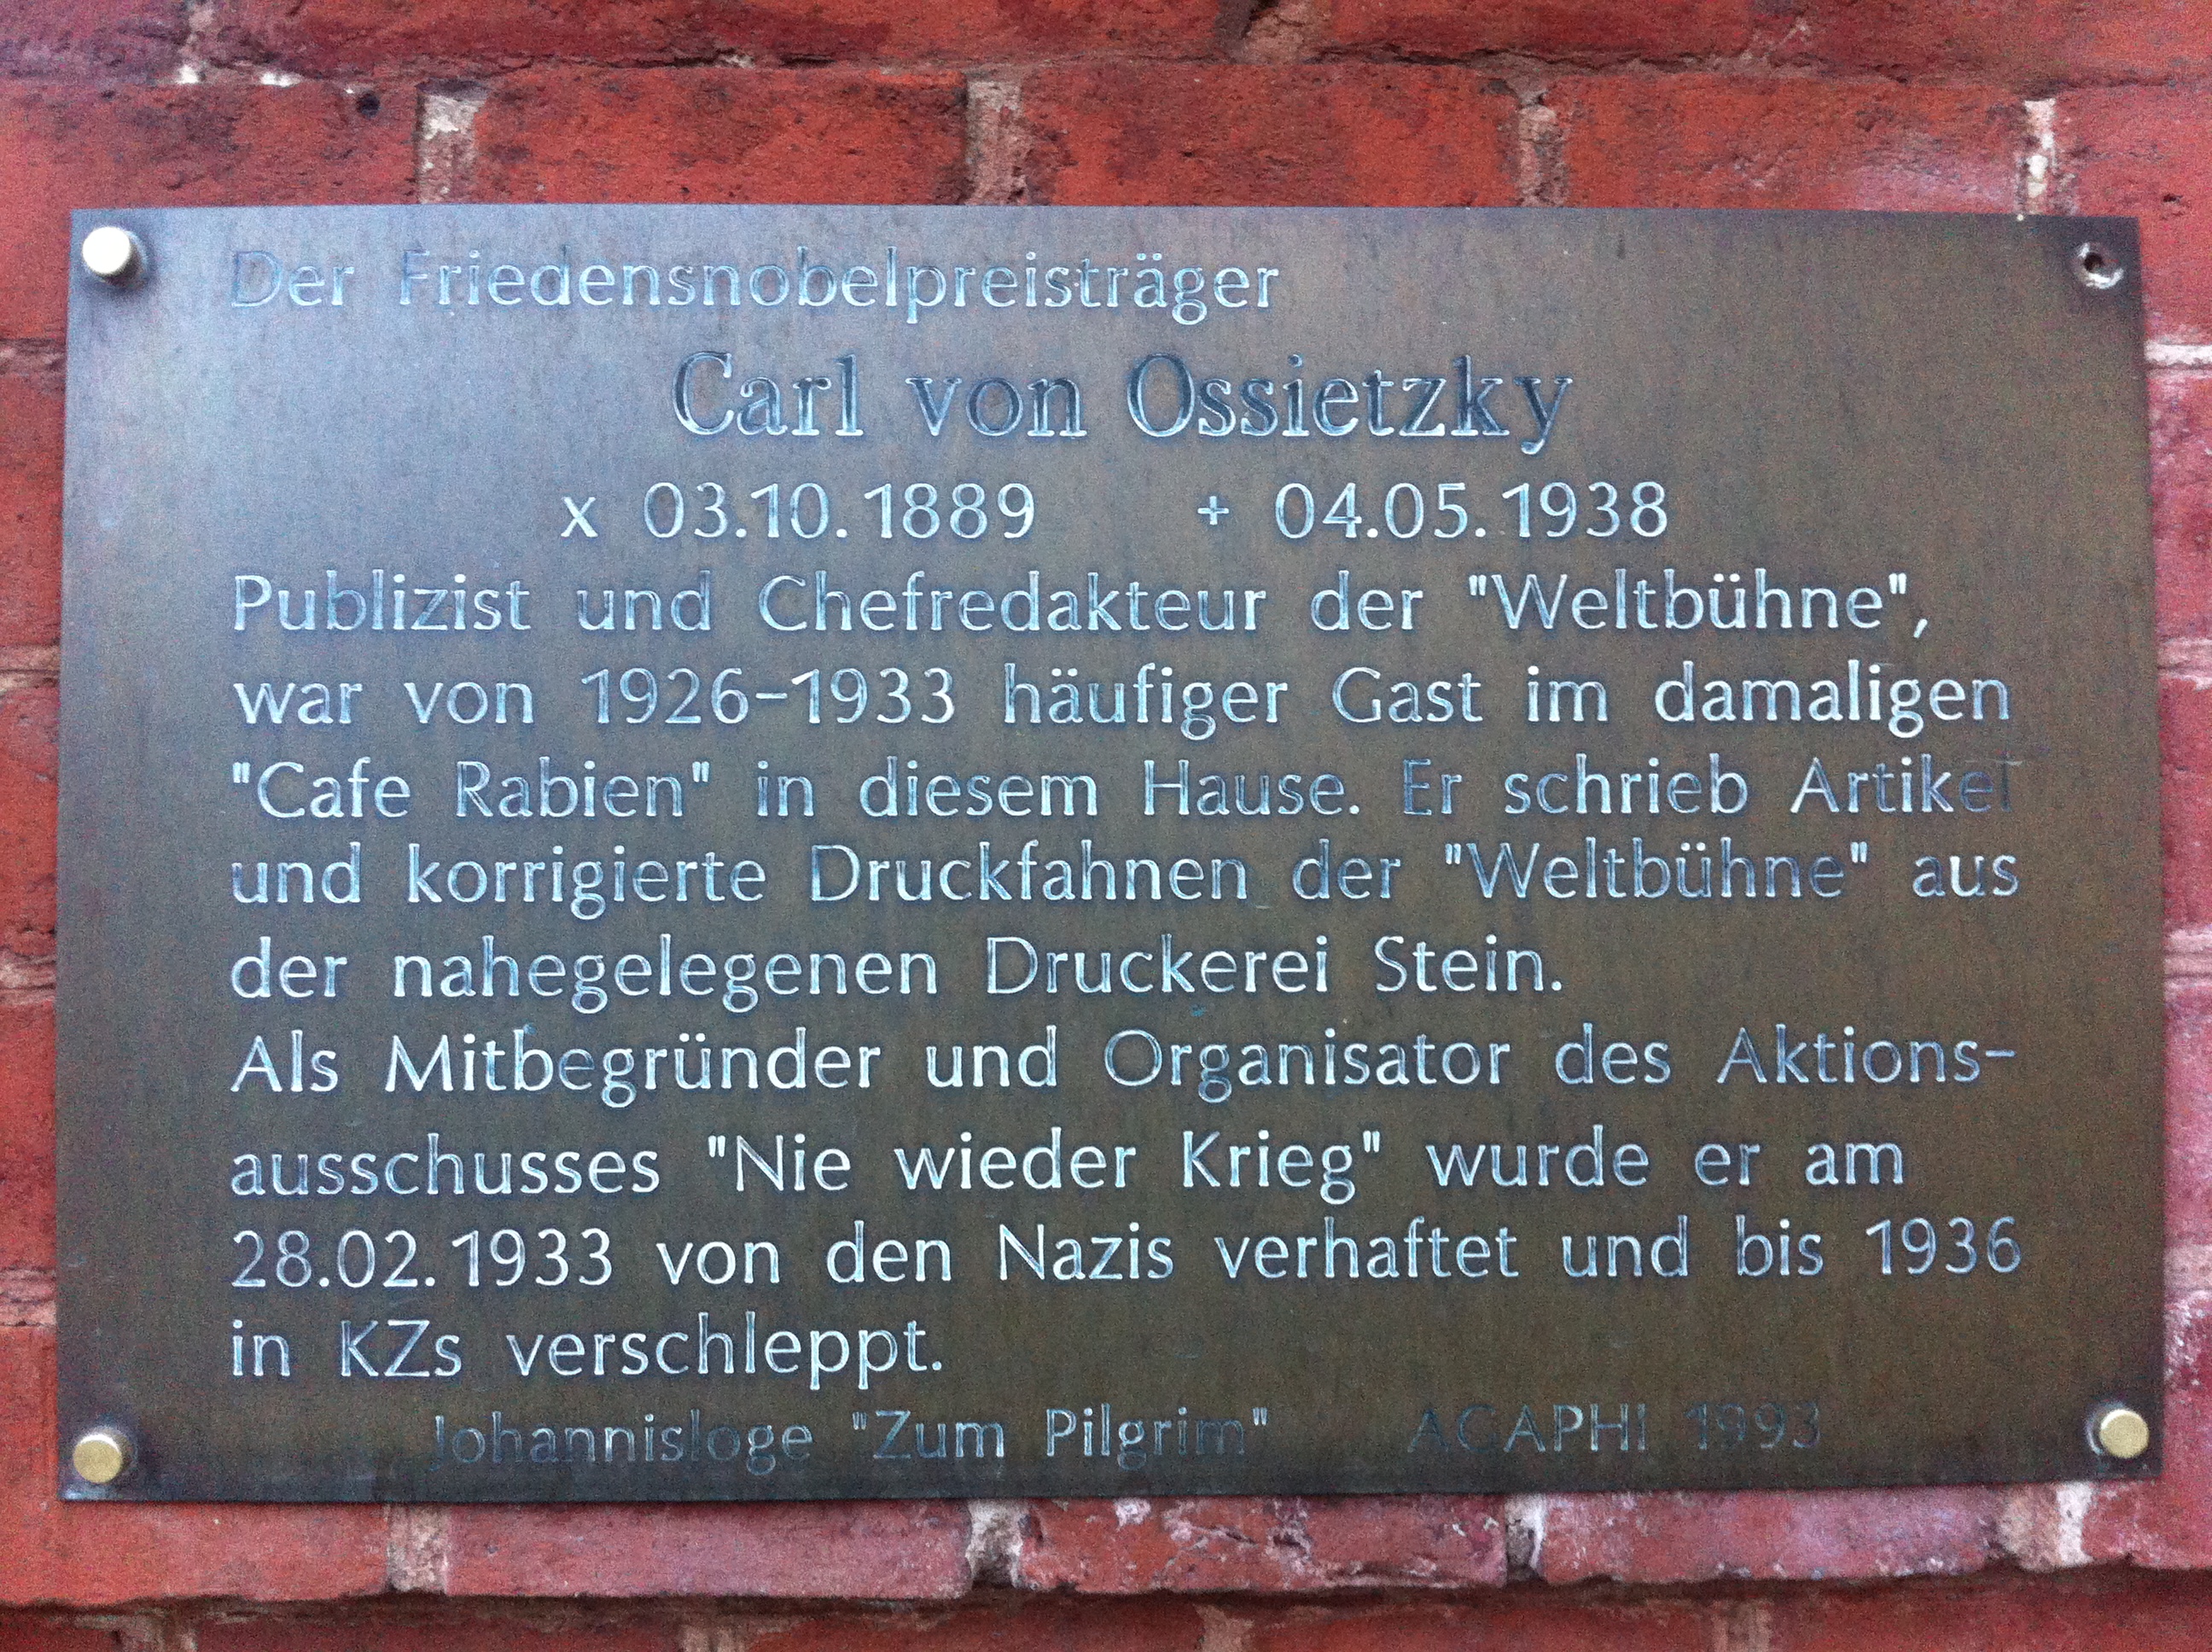 Der Friedensnobelpreisträger
Carl von Ossietzky
x 03.10.1889 + 04.05.1938
Publizist und Chefredakteur der "Weltbühne",
war von 1926-1933 häufiger Gast im damaligen
"Cafe Rabien" in diesem Hause. Er schrieb Artikel
und korrigierte Druckfahnen der "Weltbühne" aus
der nahegelegenen Druckerei Stein.
Als Mitbegründer und Organisator des Aktions-
ausschusses "Nie wieder Krieg" wurde er am
28.02.1933 von den Nazis verhaftet und bis 1936
in KZs verschleppt.
Johannisloge "Zum Pilgrim" AGAPHI 1993